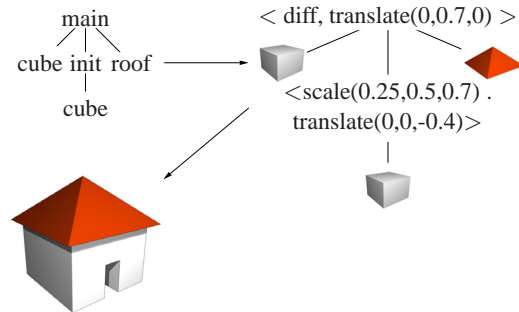 main
cube init roof
cube
< diff, translate(0,0.7,0) >
<scale(0.25,0.5,0.7) .
translate(0,0,-0.4)>